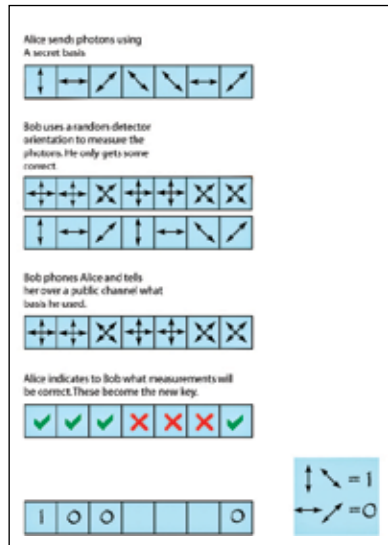 Alice sends photons using
A secret basis
Bob uses a random detector
orientation to measure the
photons. He only gets some
correct.
Bob phones Alice and tells
her over a public channel what
basis he used.
Alice indicates to Bob what measurements will
be correct. These become the new key.
= 1
= 0
1 0 0 0